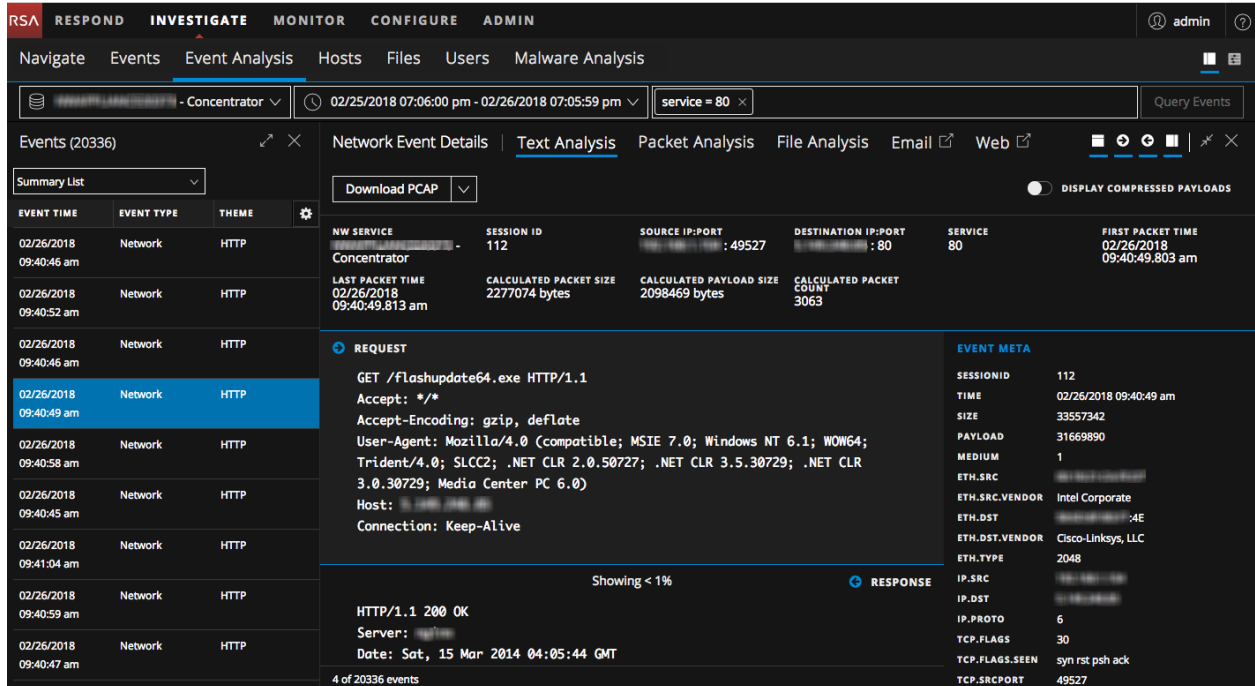 RSA RESPOND INVESTIGATE MONITOR CONFIGURE ADMIN admin ?
Navigate Events Event Analysis Hosts Files Users Malware Analysis
- Concentrator 02/25/2018 07:06:00 pm - 02/26/2018 07:05:59 pm service = 80 × Query Events
Events (20336)
Network Event Details Text Analysis Packet Analysis File Analysis Email Web
Summary List
Download PCAP
DISPLAY COMPRESSED PAYLOADS
EVENT TIME EVENT TYPE THEME
02/26/2018 Network HTTP
09:40:46 am
02/26/2018 Network HTTP
09:40:52 am
02/26/2018 Network HTTP
09:40:46 am
02/26/2018 Network HTTP
09:40:49 am
02/26/2018 Network HTTP
09:40:58 am
02/26/2018 Network HTTP
09:40:45 am
02/26/2018 Network HTTP
09:41:04 am
02/26/2018 Network HTTP
09:40:59 am
02/26/2018 Network HTTP
09:40:47 am
NW SERVICE SESSION ID SOURCE IP:PORT DESTINATION IP:PORT SERVICE FIRST PACKET TIME
- 112 : 49527 : 80 80 02/26/2018
Concentrator 09:40:49.803 am
LAST PACKET TIME CALCULATED PACKET SIZE CALCULATED PAYLOAD SIZE CALCULATED PACKET
COUNT
02/26/2018 2277074 bytes 2098469 bytes 3063
09:40:49.813 am
REQUEST
GET /flashupdate64.exe HTTP/1.1
Accept: */*
Accept-Encoding: gzip, deflate
User-Agent: Mozilla/4.0 (compatible; MSIE 7.0; Windows NT 6.1; WOW64;
Trident/4.0; SLCC2; .NET CLR 2.0.50727; .NET CLR 3.5.30729; .NET CLR
3.0.30729; Media Center PC 6.0)
Host:
Connection: Keep-Alive
Showing < 1% RESPONSE
HTTP/1.1 200 OK
Server:
Date: Sat, 15 Mar 2014 04:05:44 GMT
4 of 20336 events
EVENT META
SESSIONID 112
TIME 02/26/2018 09:40:49 am
SIZE 33557342
PAYLOAD 31669890
MEDIUM 1
ETH.SRC
ETH.SRC.VENDOR Intel Corporate
ETH.DST :4E
ETH.DST.VENDOR Cisco-Linksys, LLC
ETH.TYPE 2048
IP.SRC
IP.DST
IP.PROTO 6
TCP.FLAGS 30
TCP.FLAGS.SEEN syn rst psh ack
TCP.SRCPORT 49527